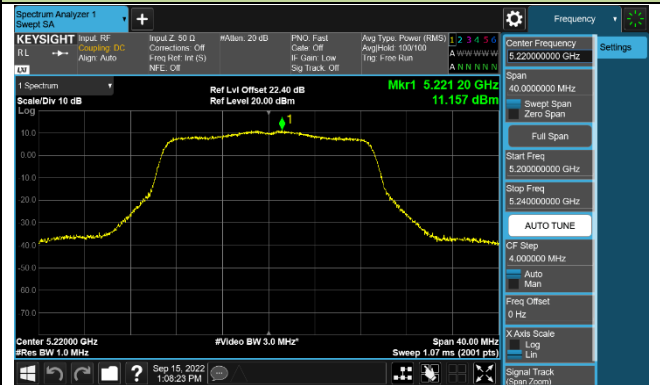 Spectrum Analyzer 1
Swept SA
+
Frequency
KEYSIGHT
RL
LXI
Input: RF
Coupling: DC
Align: Auto
Input Z: 50 Ω
Corrections: Off
Freq Ref: Int (S)
NFE: Off
#Atten: 20 dB
PNO: Fast
Gate: Off
IF Gain: Low
Sig Track: Off
Avg Type: Power (RMS)
Avg|Hold: 100/100
Trig: Free Run
1 2 3 4 5 6
A W W W W W
A N N N N N
1 Spectrum
Scale/Div 10 dB
Log
Ref Lvl Offset 22.40 dB
Ref Level 20.00 dBm
Mkr1 5.221 20 GHz
11.157 dBm
1
10.0
0.00
-10.0
-20.0
-30.0
-40.0
-50.0
-60.0
-70.0
Center 5.22000 GHz
#Res BW 1.0 MHz
#Video BW 3.0 MHz*
Span 40.00 MHz
Sweep 1.07 ms (2001 pts)
Center Frequency
5.220000000 GHz
Settings
Span
40.0000000 MHz
Swept Span
Zero Span
Full Span
Start Freq
5.200000000 GHz
Stop Freq
5.240000000 GHz
AUTO TUNE
CF Step
4.000000 MHz
Auto
Man
Freq Offset
0 Hz
X Axis Scale
Log
Lin
Signal Track
(Span Zoom)
?
Sep 15, 2022
1:08:23 PM